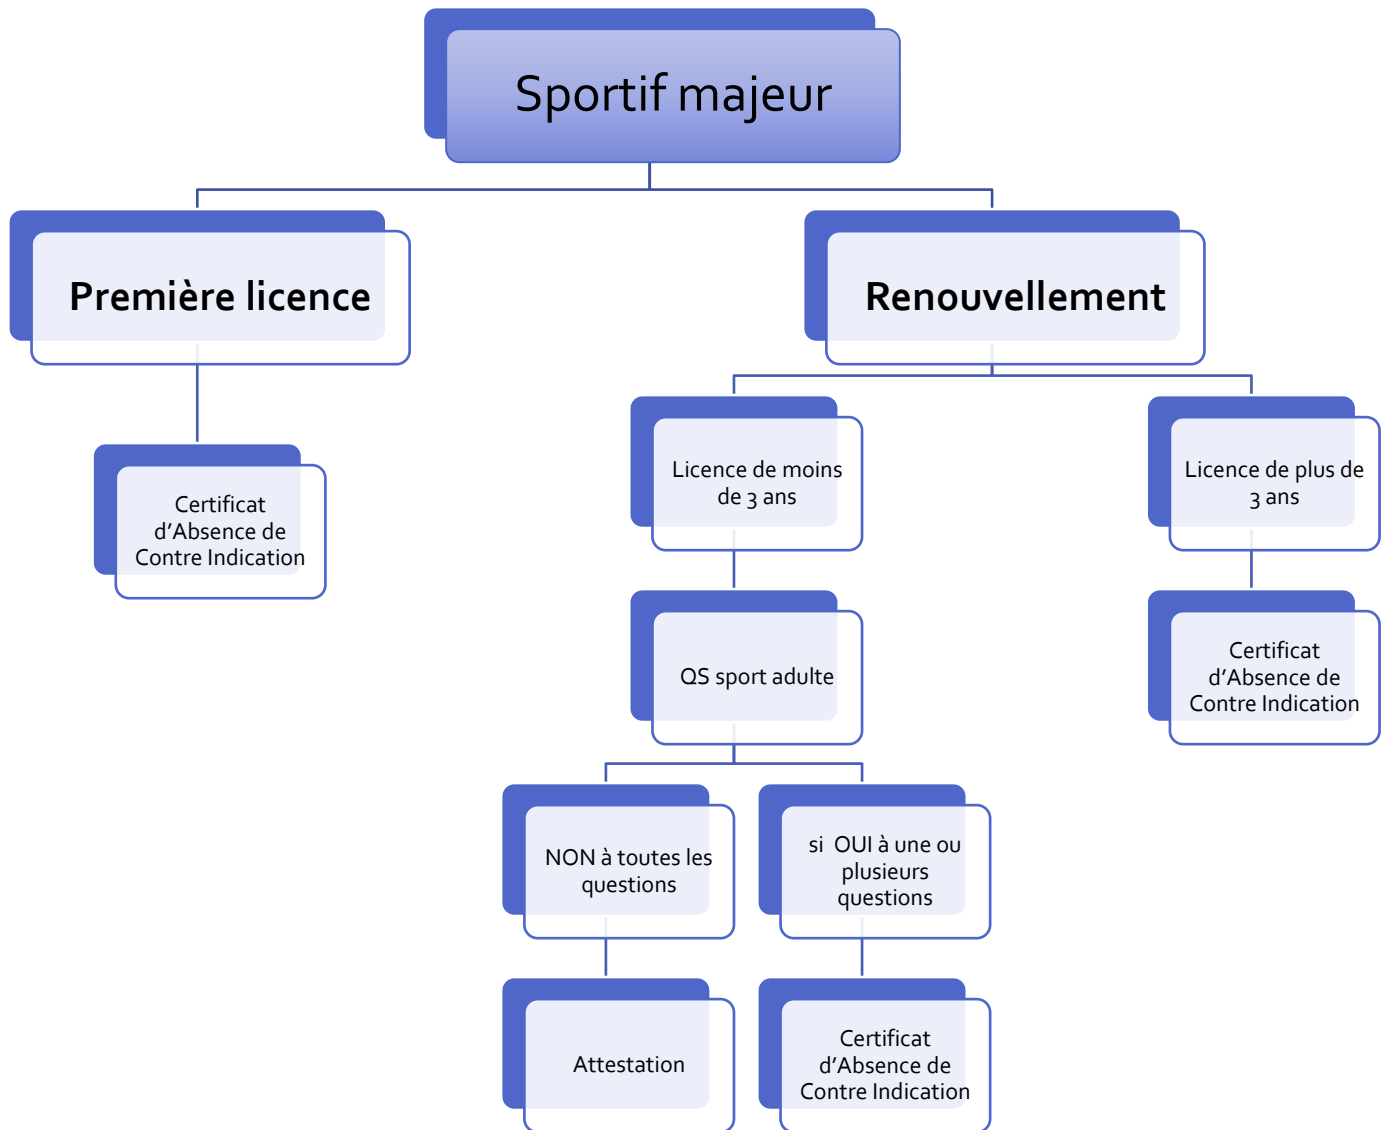 Sportif majeur
Première licence
Renouvellement
Certificat
d’Absence de
Contre Indication
Licence de moins
de 3 ans
Licence de plus de
3 ans
QS sport adulte
Certificat
d’Absence de
Contre Indication
NON à toutes les
questions
si  OUI à une ou
plusieurs
questions
Attestation
Certificat
d’Absence de
Contre Indication